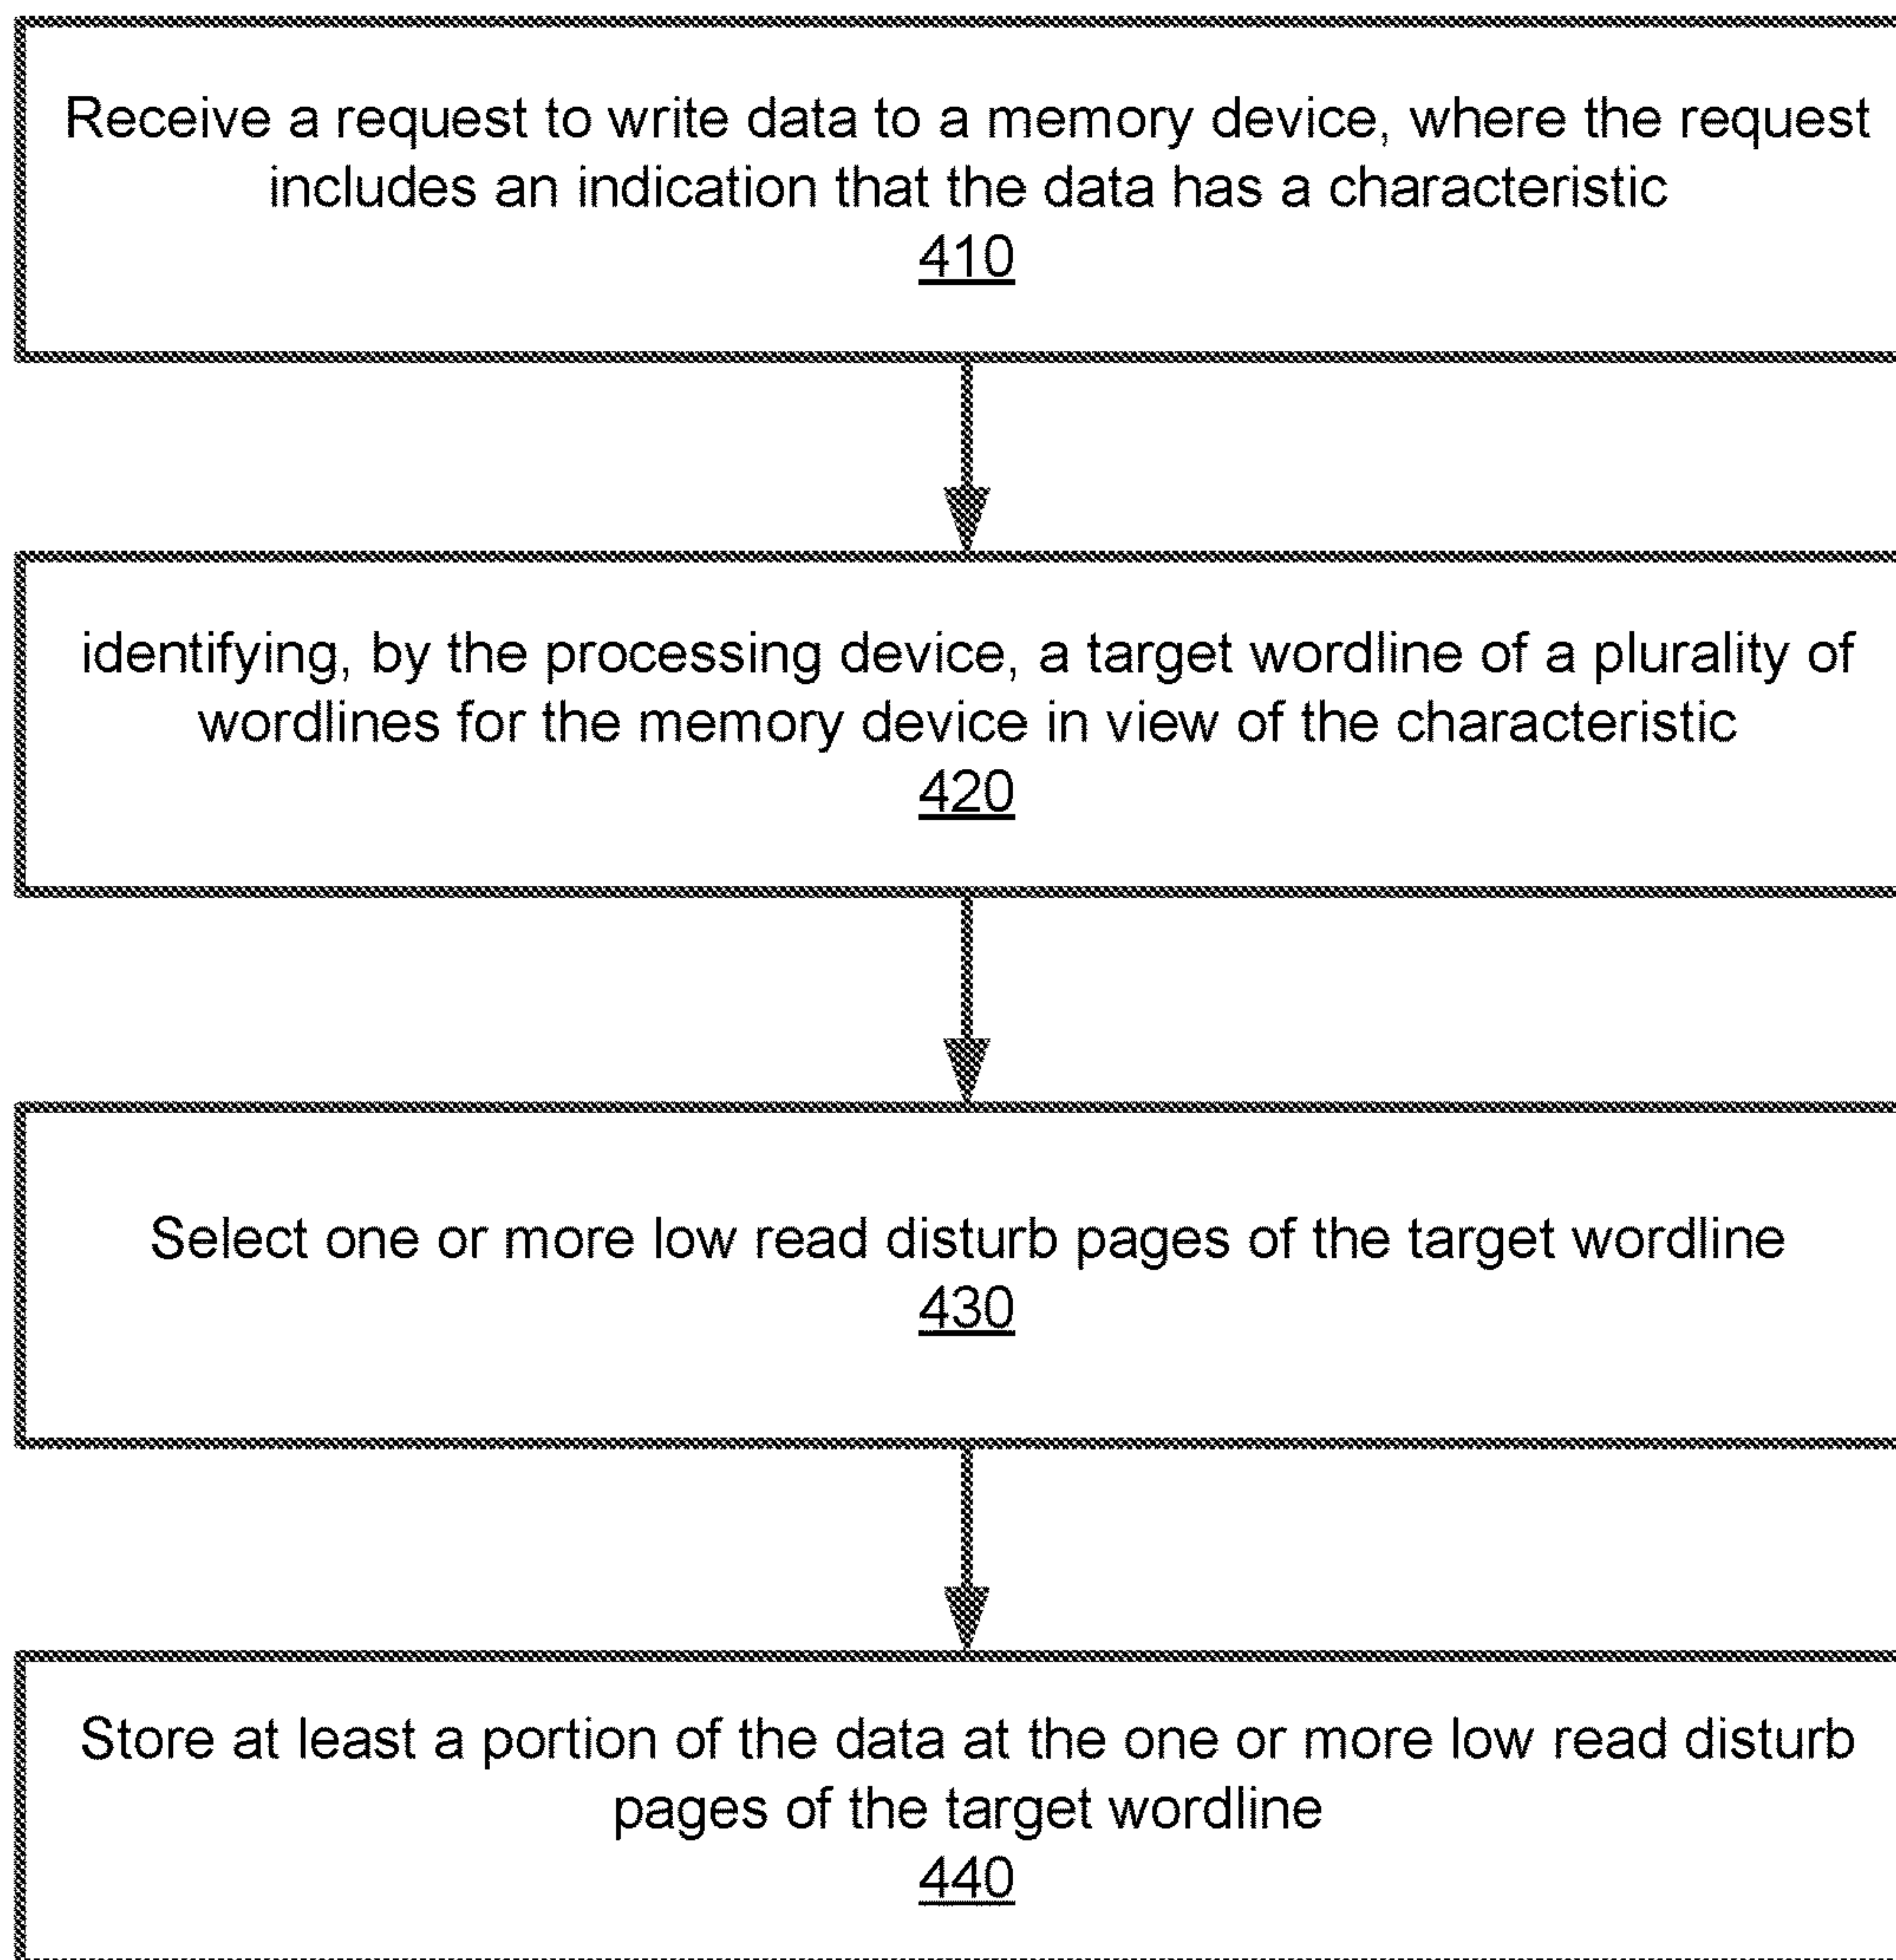 Receive a request to write data to a memory device, where the request
includes an indication that the data has a characteristic
410
identifying, by the processing device, a target wordline of a plurality of
wordlines for the memory device in view of the characteristic
420
Select one or more low read disturb pages of the target wordline
430
Store at least a portion of the data at the one or more low read disturb
pages of the target wordline
440